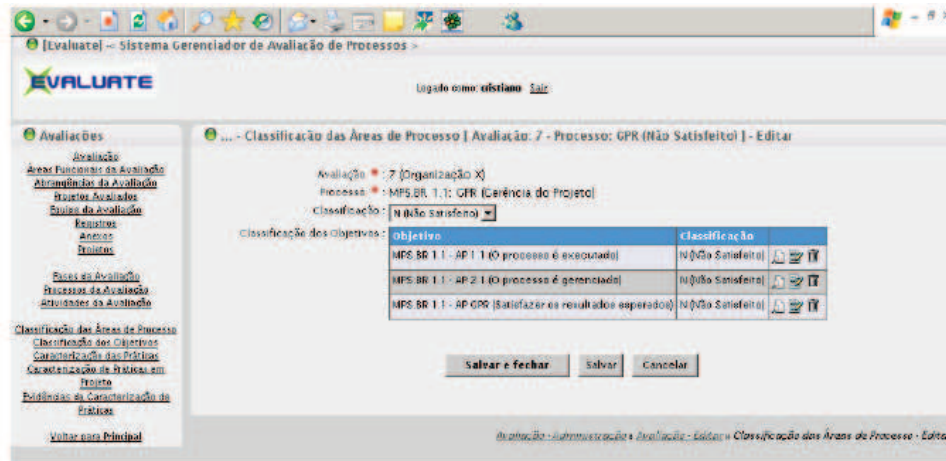 [Evaluate] -- Sistema Gerenciador de Avaliação de Processos -
EVALUATE
Logado como: cristiano Sair
Avaliações
Avaliação
Áreas Funcionais da Avaliação
Abrangências da Avaliação
Projetos Avaliados
Equipe da Avaliação
Registros
Anexos
Projetos
Fases da Avaliação
Processos da Avaliação
Atividades da Avaliação
Classificação das Áreas de Processo
Classificação dos Objetivos
Caracterização das Práticas
Caracterização de Práticas em
Projeto
Evidências da Caracterização de
Práticas
Voltar para Principal
... - Classificação das Áreas de Processo [ Avaliação: 7 - Processo: GPR (Não Satisfeito) ] - Editar
Avaliação * : 7 (Organização X)
Processo * : MPS.BR 1.1: GPR (Gerência do Projeto)
Classificação : N (Não Satisfeito)
Classificação dos Objetivos :
Objetivo Classificação
MPS.BR 1.1 - AP 1.1 (O processo é executado) N (Não Satisfeito)
MPS.BR 1.1 - AP 2.1 (O processo é gerenciado) N (Não Satisfeito)
MPS.BR 1.1 - AP GPR (Satisfazer os resultados esperados) N (Não Satisfeito)
Salvar e fechar Salvar Cancelar
Avaliação - Administração » Avaliação - Editar » Classificação das Áreas de Processo - Edita